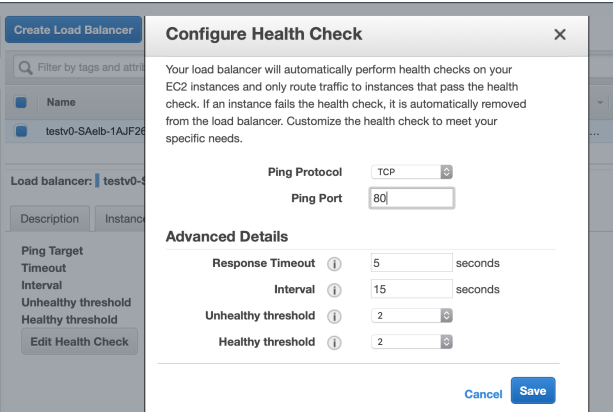 Create Load Balancer
Configure Health Check
Filter by tags and
Your load balancer will automatically perform health checks on your
EC2 instances and only route traffic to instances that pass the health
check. If an instance fails the health check, it is automatically removed
from the load balancer. Customize the health check to meet your
specific needs.
Name
testv0-SAelb-1AJF26
...
Ping Protocol TCP
Ping Port 80
Load balancer: testv0-S
Description
Advanced Details
Ping Target
Timeout
Interval
Unhealthy threshold
Healthy threshold
Edit Health Check
Response Timeout i 5 seconds
Interval i 15 seconds
Unhealthy threshold i 2
Healthy threshold i 2
Cancel Save